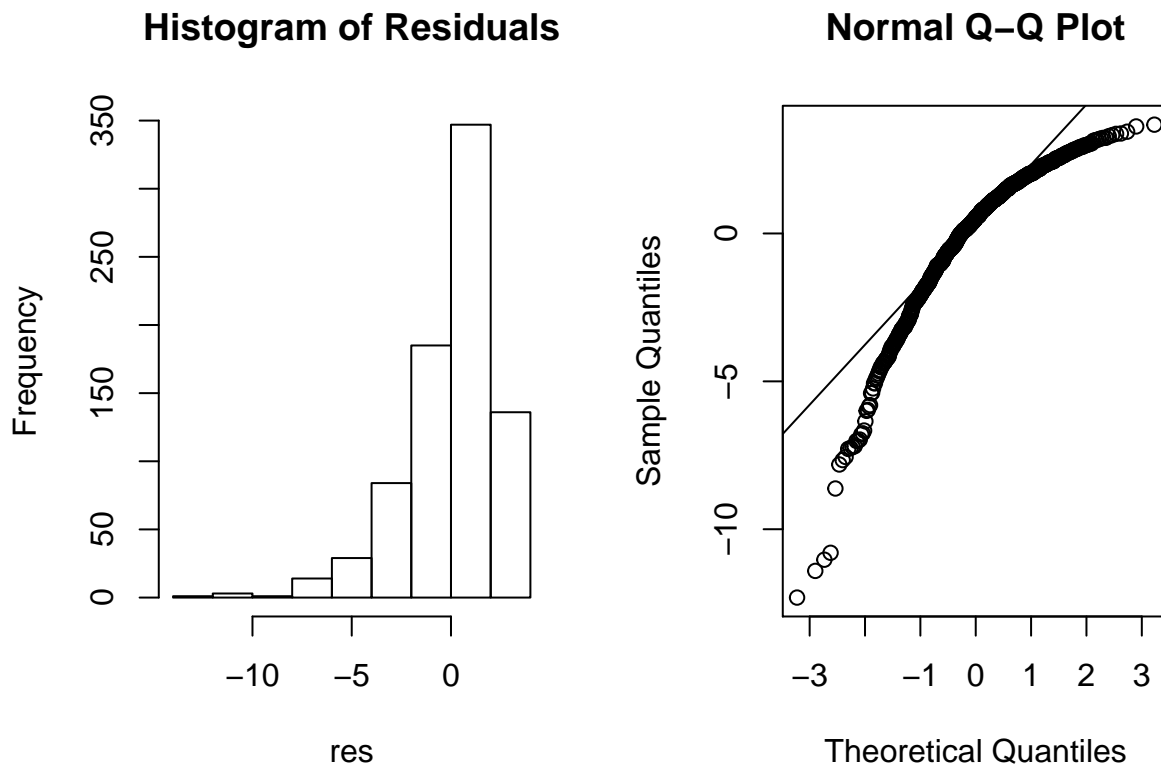 Histogram of Residuals
Frequency
350
250
150
50
0
−10 −5 0
res
Normal Q−Q Plot
Sample Quantiles
0
−5
−10
−3 −1 0 1 2 3
Theoretical Quantiles